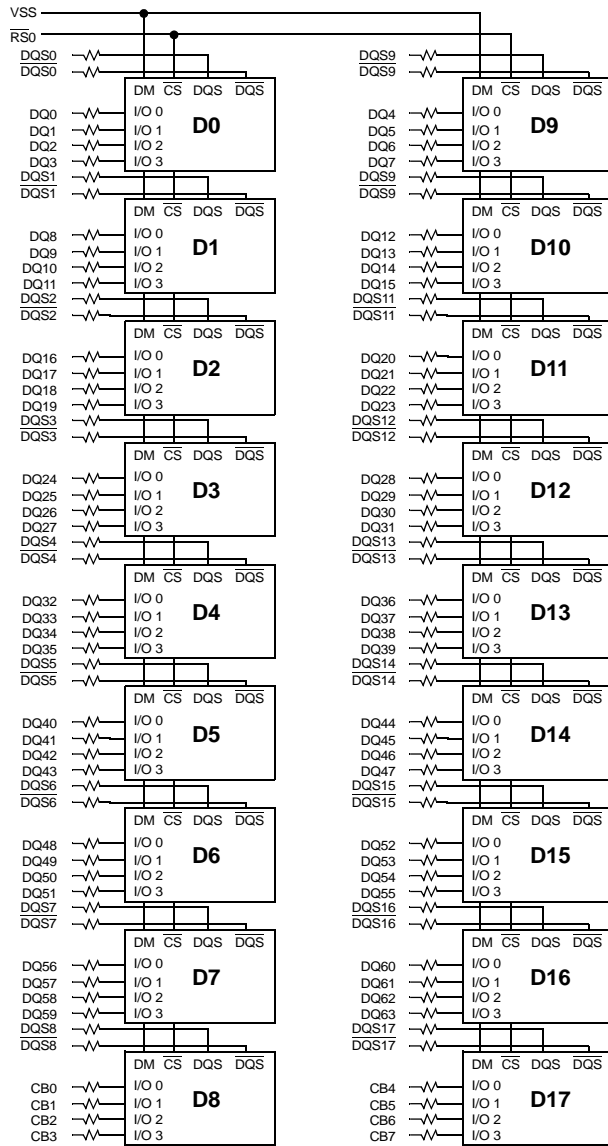 VSS
RS0
DQS0
DQS0
DM CS DQS DQS
DQ0 I/O 0
DQ1 I/O 1 D0
DQ2 I/O 2
DQ3 I/O 3
DQS1
DQS1
DM CS DQS DQS
DQ8 I/O 0
DQ9 I/O 1 D1
DQ10 I/O 2
DQ11 I/O 3
DQS2
DQS2
DM CS DQS DQS
DQ16 I/O 0
DQ17 I/O 1 D2
DQ18 I/O 2
DQ19 I/O 3
DQS3
DQS3
DM CS DQS DQS
DQ24 I/O 0
DQ25 I/O 1 D3
DQ26 I/O 2
DQ27 I/O 3
DQS4
DQS4
DM CS DQS DQS
DQ32 I/O 0
DQ33 I/O 1 D4
DQ34 I/O 2
DQ35 I/O 3
DQS5
DQS5
DM CS DQS DQS
DQ40 I/O 0
DQ41 I/O 1 D5
DQ42 I/O 2
DQ43 I/O 3
DQS6
DQS6
DM CS DQS DQS
DQ48 I/O 0
DQ49 I/O 1 D6
DQ50 I/O 2
DQ51 I/O 3
DQS7
DQS7
DM CS DQS DQS
DQ56 I/O 0
DQ57 I/O 1 D7
DQ58 I/O 2
DQ59 I/O 3
DQS8
DQS8
DM CS DQS DQS
CB0 I/O 0
CB1 I/O 1 D8
CB2 I/O 2
CB3 I/O 3
DQS9
DQS9
DM CS DQS DQS
DQ4 I/O 0
DQ5 I/O 1 D9
DQ6 I/O 2
DQ7 I/O 3
DQS9
DQS9
DM CS DQS DQS
DQ12 I/O 0
DQ13 I/O 1 D10
DQ14 I/O 2
DQ15 I/O 3
DQS11
DQS11
DM CS DQS DQS
DQ20 I/O 0
DQ21 I/O 1 D11
DQ22 I/O 2
DQ23 I/O 3
DQS12
DQS12
DM CS DQS DQS
DQ28 I/O 0
DQ29 I/O 1 D12
DQ30 I/O 2
DQ31 I/O 3
DQS13
DQS13
DM CS DQS DQS
DQ36 I/O 0
DQ37 I/O 1 D13
DQ38 I/O 2
DQ39 I/O 3
DQS14
DQS14
DM CS DQS DQS
DQ44 I/O 0
DQ45 I/O 1 D14
DQ46 I/O 2
DQ47 I/O 3
DQS15
DQS15
DM CS DQS DQS
DQ52 I/O 0
DQ53 I/O 1 D15
DQ54 I/O 2
DQ55 I/O 3
DQS16
DQS16
DM CS DQS DQS
DQ60 I/O 0
DQ61 I/O 1 D16
DQ62 I/O 2
DQ63 I/O 3
DQS17
DQS17
DM CS DQS DQS
CB4 I/O 0
CB5 I/O 1 D17
CB6 I/O 2
CB7 I/O 3